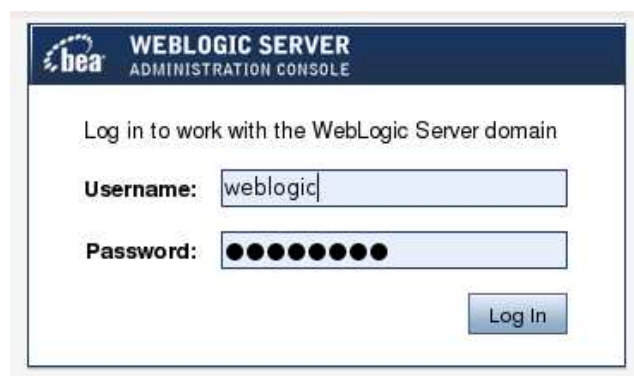 bea WEBLOGIC SERVER
ADMINISTRATION CONSOLE
Log in to work with the WebLogic Server domain
Username: weblogic
Password: ●●●●●●●●
Log In